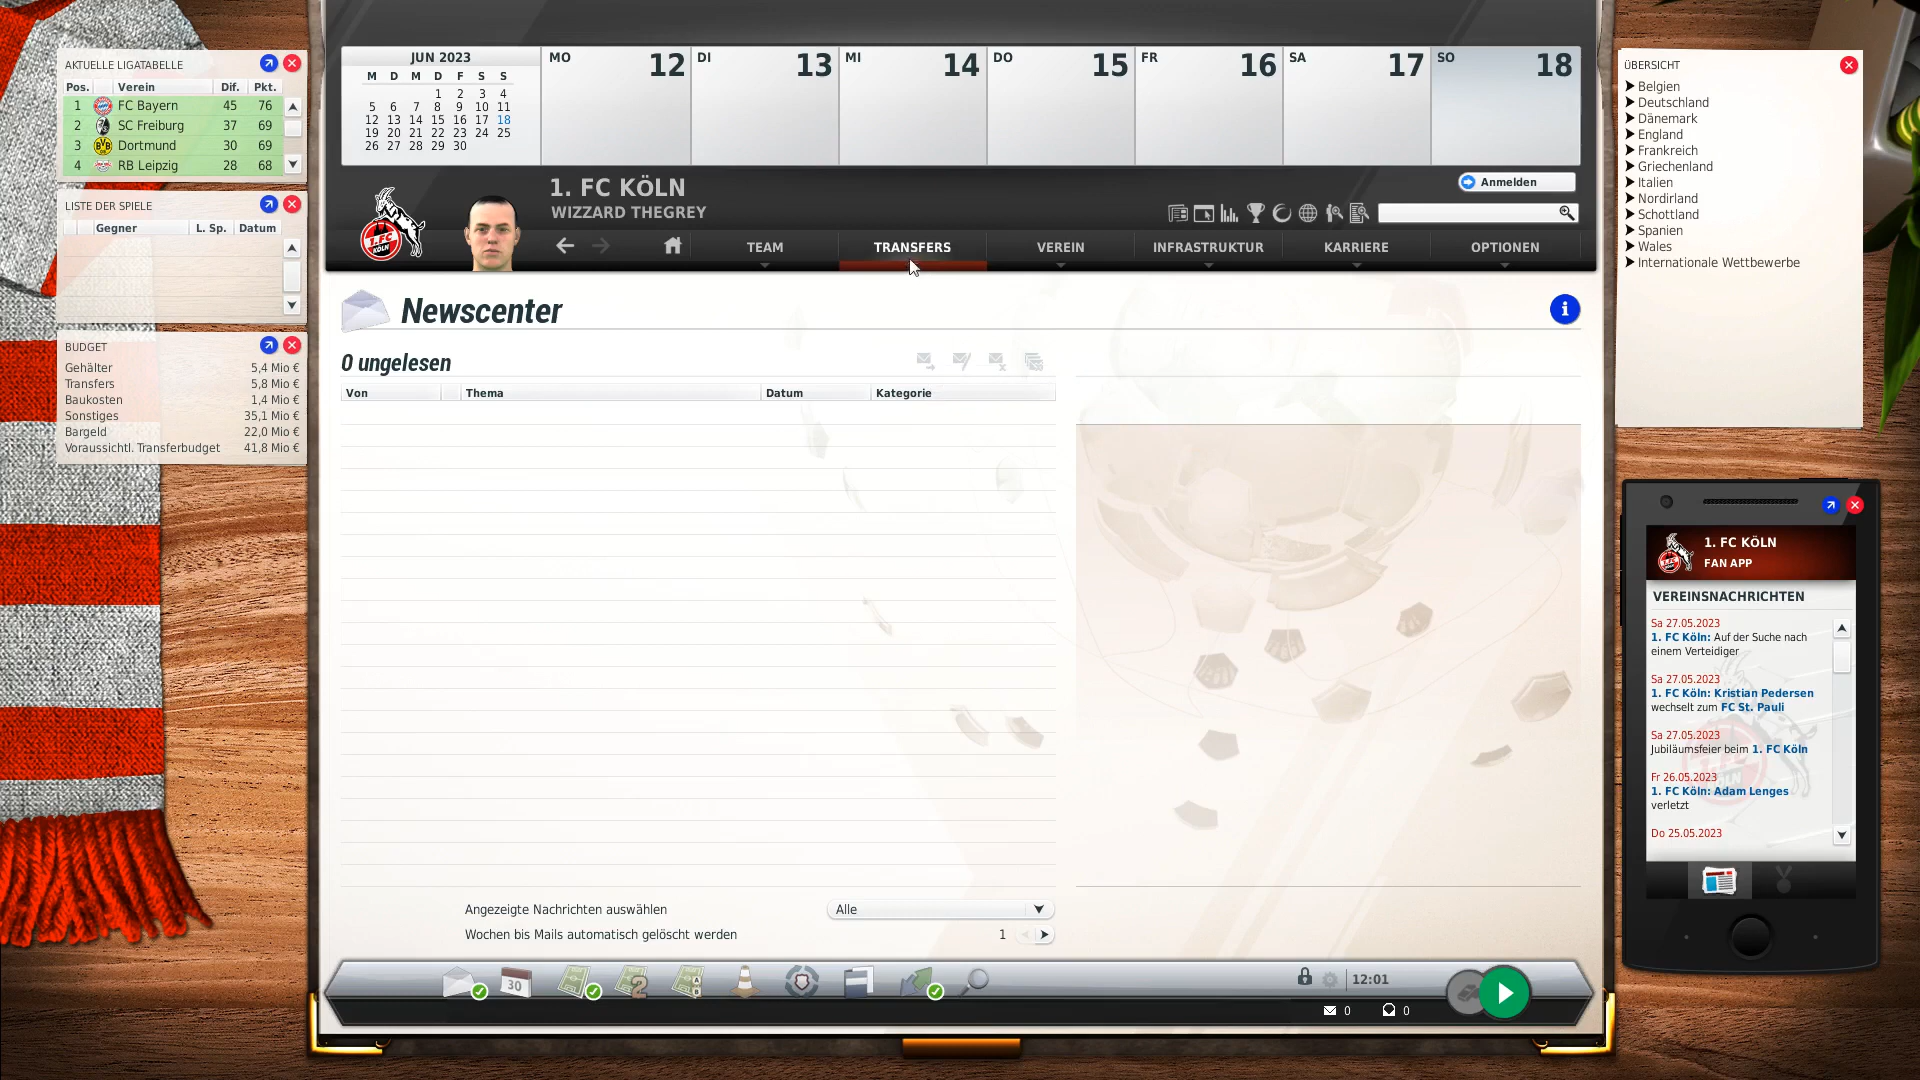 AKTUELLE LIGATABELLE
Pos. Verein Dif. Pkt.
1 FC Bayern 45 76
2 SC Freiburg 37 69
3 Dortmund 30 69
4 RB Leipzig 28 68
LISTE DER SPIELE
Gegner L. Sp. Datum
BUDGET
Gehälter 5,4 Mio €
Transfers 5,8 Mio €
Baukosten 1,4 Mio €
Sonstiges 35,1 Mio €
Bargeld 22,0 Mio €
Voraussichtl. Transferbudget 41,8 Mio €
JUN 2023
M D M D F S S
1 2 3 4
5 6 7 8 9 10 11
12 13 14 15 16 17 18
19 20 21 22 23 24 25
26 27 28 29 30
MO 12 DI 13 MI 14 DO 15 FR 16 SA 17 SO 18
1. FC KÖLN
WIZZARD THEGREY
Anmelden
TEAM TRANSFERS VEREIN INFRASTRUKTUR KARRIERE OPTIONEN
Newscenter
0 ungelesen
Von Thema Datum Kategorie
Angezeigte Nachrichten auswählen Alle
Wochen bis Mails automatisch gelöscht werden 1
30
2
12:01
0 0
ÜBERSICHT
Belgien
Deutschland
Dänemark
England
Frankreich
Griechenland
Italien
Nordirland
Schottland
Spanien
Wales
Internationale Wettbewerbe
1. FC KÖLN
FAN APP
VEREINSNACHRICHTEN
Sa 27.05.2023
1. FC Köln: Auf der Suche nach
einem Verteidiger
Sa 27.05.2023
1. FC Köln: Kristian Pedersen
wechselt zum FC St. Pauli
Sa 27.05.2023
Jubiläumsfeier beim 1. FC Köln
Fr 26.05.2023
1. FC Köln: Adam Lenges
verletzt
Do 25.05.2023